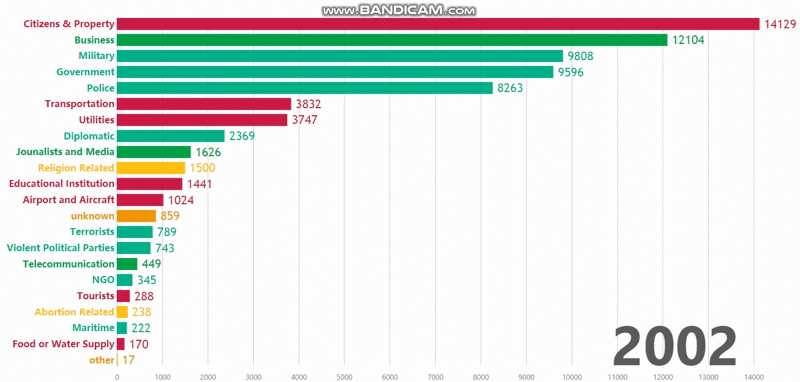 www.BANDICAM.com
Citizens & Property 14129
Business 12104
Military 9808
Government 9596
Police 8263
Transportation 3832
Utilities 3747
Diplomatic 2369
Jounalists and Media 1626
Religion Related 1500
Educational Institution 1441
Airport and Aircraft 1024
unknown 859
Terrorists 789
Violent Political Parties 743
Telecommunication 449
NGO 345
Tourists 288
Abortion Related 238
Maritime 222
Food or Water Supply 170
other 17
2002
0 1000 2000 3000 4000 5000 6000 7000 8000 9000 10000 11000 12000 13000 14000